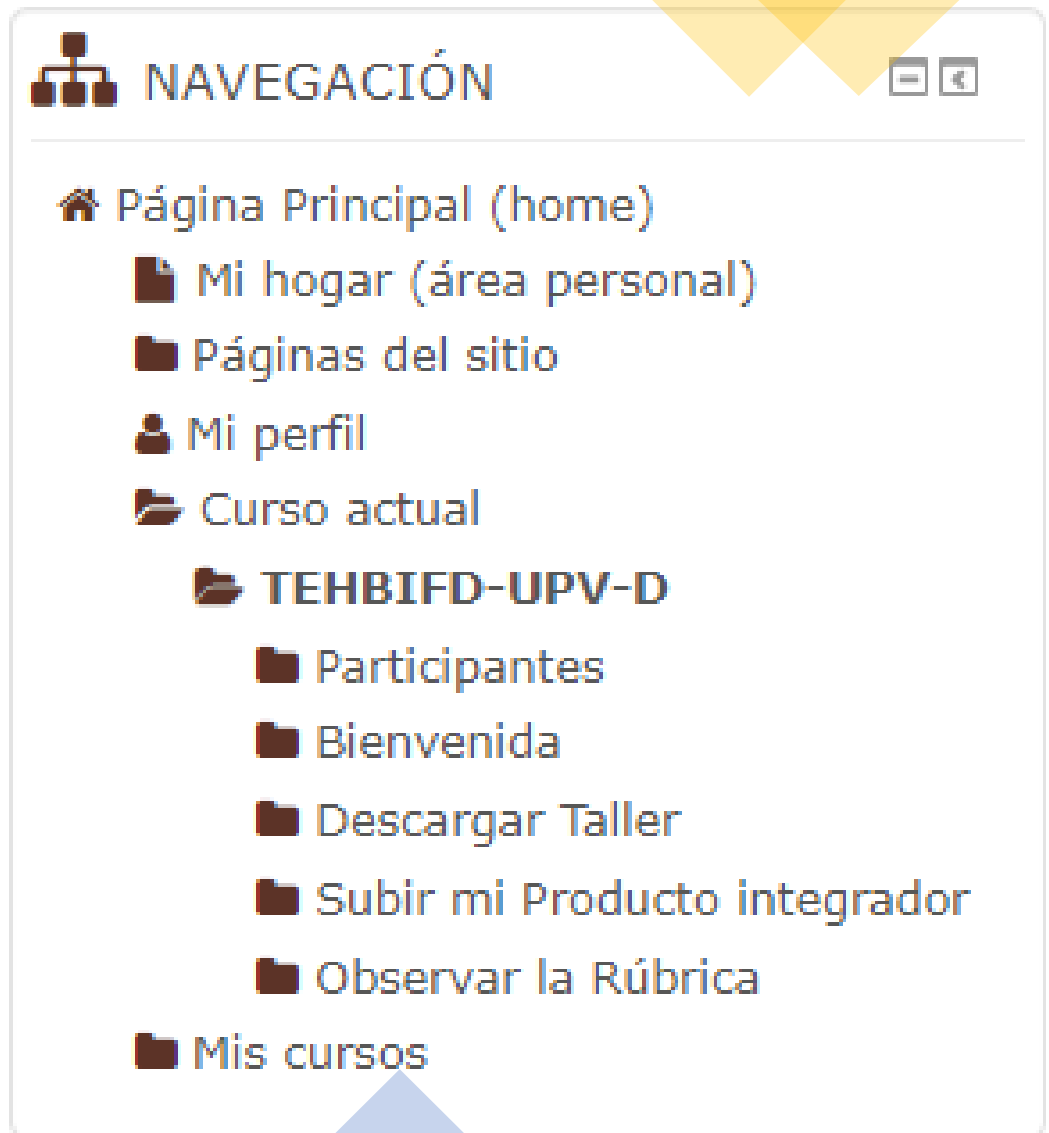 NAVEGACIÓN
Página Principal (home)
Mi hogar (área personal)
Páginas del sitio
Mi perfil
Curso actual
TEHBIFD-UPV-D
Participantes
Bienvenida
Descargar Taller
Subir mi Producto integrador
Observar la Rúbrica
Mis cursos